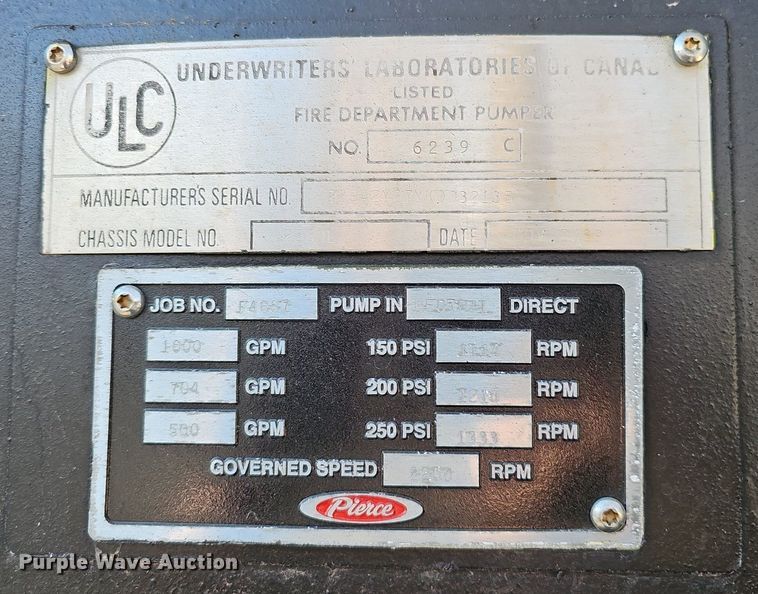 ULC
UNDERWRITERS' LABORATORIES OF CANAD
LISTED
FIRE DEPARTMENT PUMPER
NO. 6239 C
MANUFACTURER'S SERIAL NO.
CHASSIS MODEL NO. DATE
JOB NO. PUMP IN DIRECT
1000 GPM 150 PSI RPM
704 GPM 200 PSI RPM
500 GPM 250 PSI 1333 RPM
GOVERNED SPEED RPM
Pierce
Purple Wave Auction